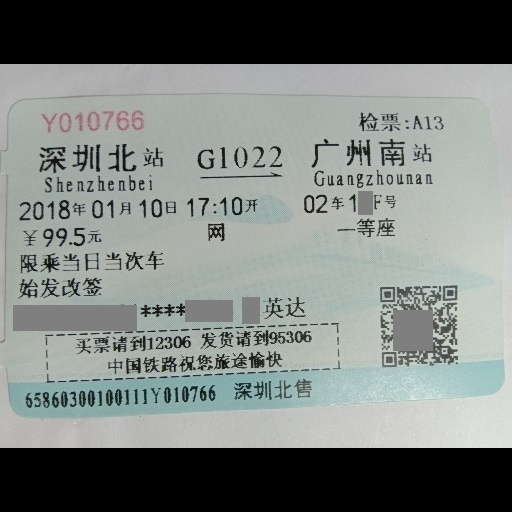 Y010766 检票:A13
深圳北站 G1022 广州南站
Shenzhenbei Guangzhounan
2018年01月10日17:10开 02车1 F号
￥99.5元 网 一等座
限乘当日当次车
始发改签
**** 英达
买票请到12306 发货请到95306
中国铁路祝您旅途愉快
65860300100111Y010766 深圳北售